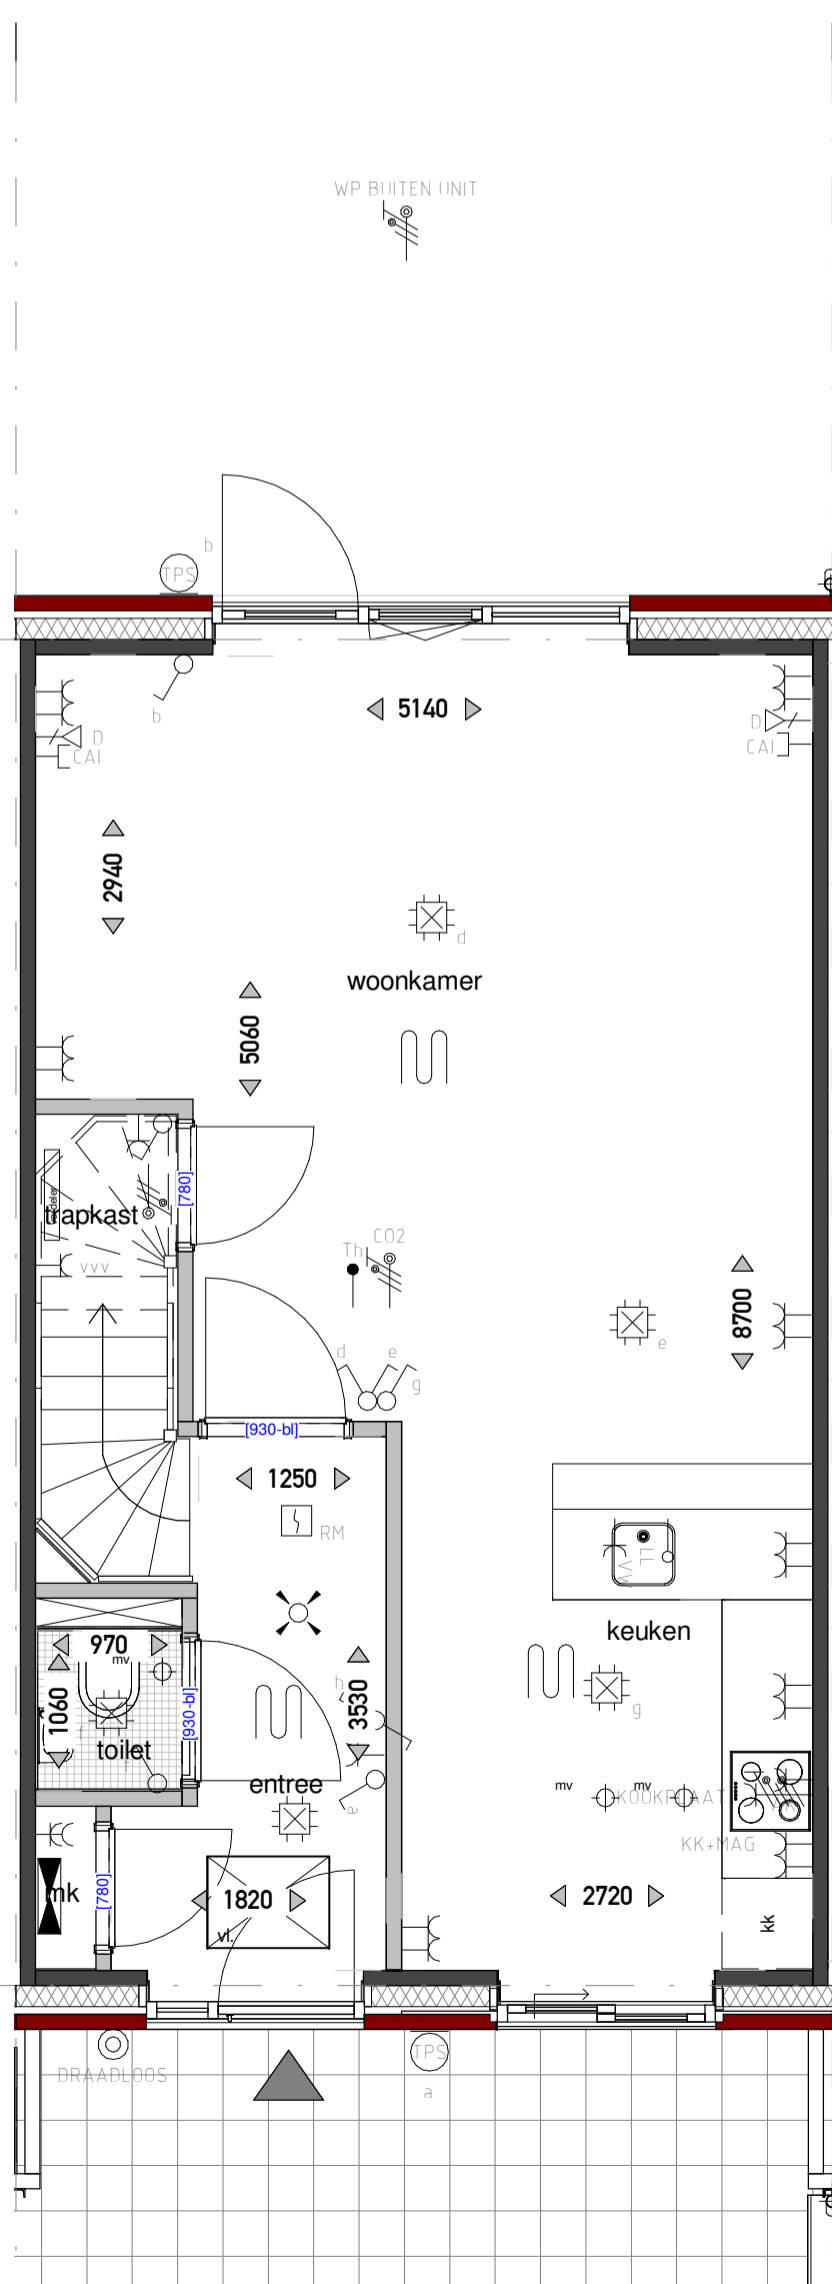 WP BUITEN UNIT
b
TPS
b
5140
D
CAI
D
CAI
2940
d
woonkamer
5060
[780]
trapkast
vvv
CO2
Th
8700
e
d
e
g
[930-bl]
1250
RM
LL
keuken
970
mv
1060
[930-bl]
h
3530
g
f
toilet
entree
mv
mv
KOOKPLAAT
a
KK+MAG
mk
[780]
1820
vl.
2720
kk
DRAADLOOS
TPS
a